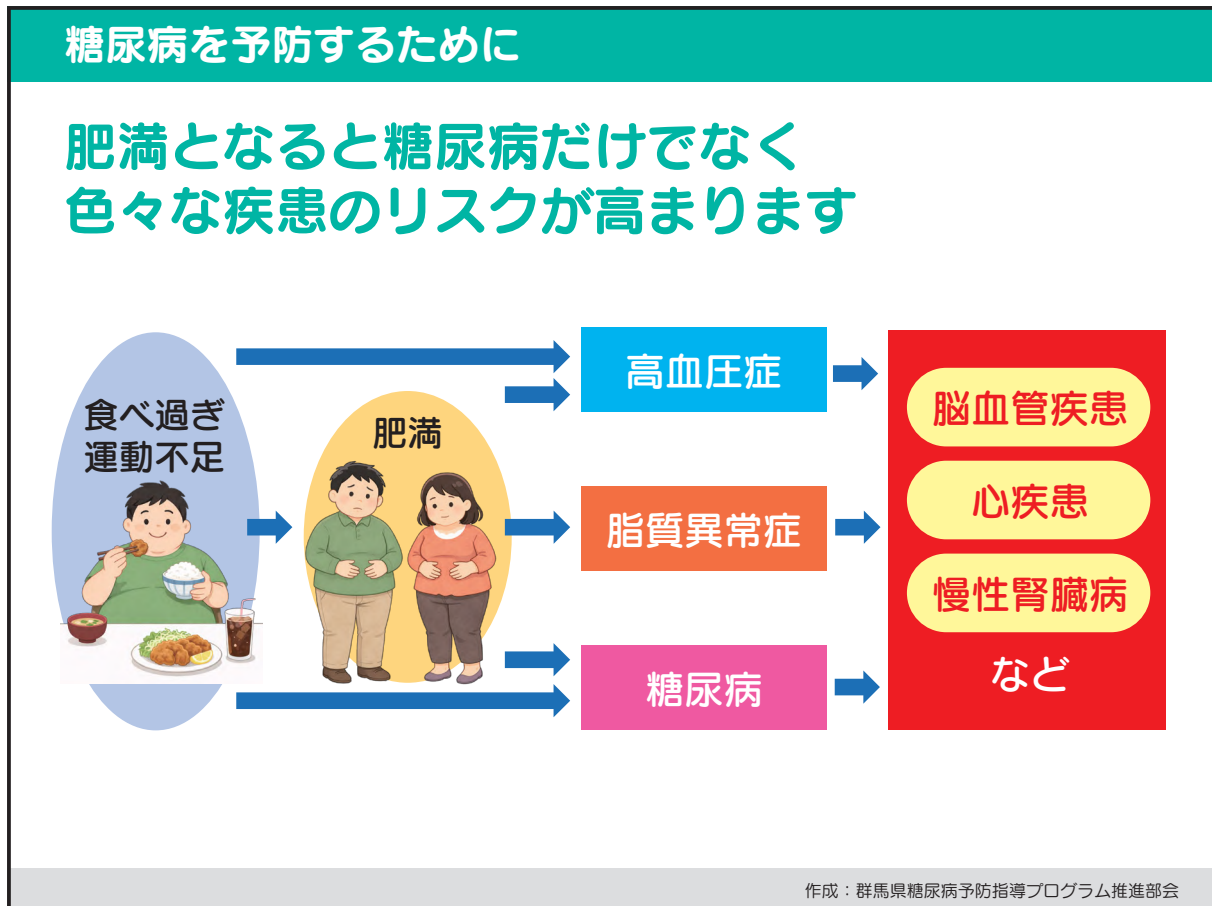 糖尿病を予防するために
肥満となると糖尿病だけでなく
色々な疾患のリスクが高まります
食べ過ぎ
運動不足
肥満
高血圧症
脂質異常症
糖尿病
脳血管疾患
心疾患
慢性腎臓病
など
作成：群馬県糖尿病予防指導プログラム推進部会